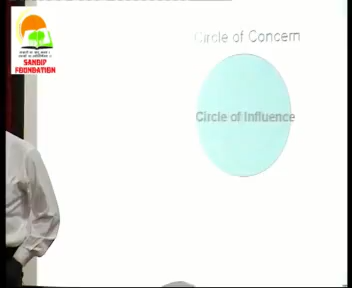 Circle of Concern
Circle of Influence
SANDIP
FOUNDATION